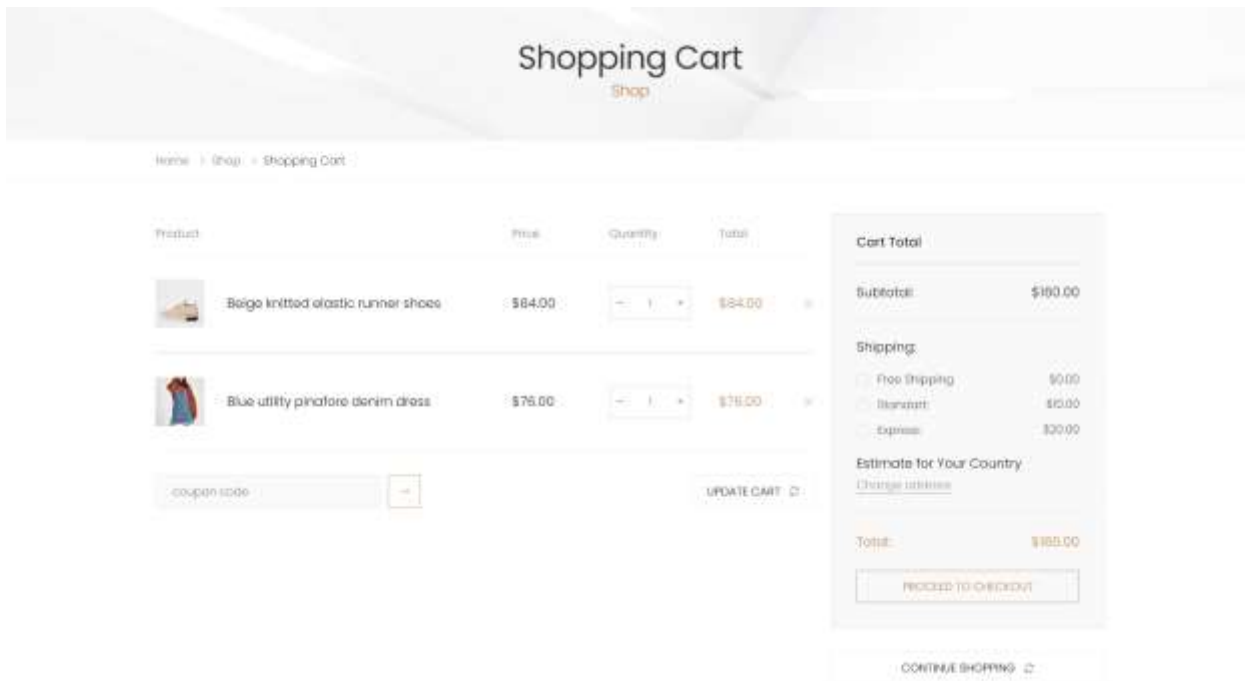 Shopping Cart
Shop
Home > Shop > Shopping Cart
Product Price Quantity Total
Beige knitted elastic runner shoes $84.00 - 1 + $84.00
Blue utility pinafore denim dress $76.00 - 1 + $76.00
coupon code →
UPDATE CART
Cart Total
Subtotal: $160.00
Shipping:
Free Shipping $0.00
Standart: $10.00
Express: $20.00
Estimate for Your Country
Change address
Total: $165.00
PROCEED TO CHECKOUT
CONTINUE SHOPPING